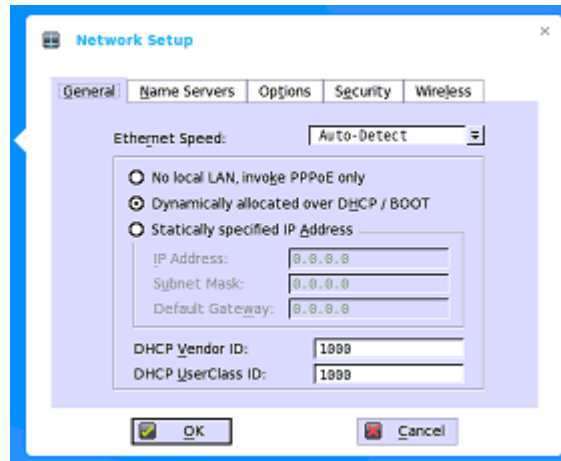 Network Setup
General Name Servers Options Security Wireless
Ethernet Speed: Auto-Detect
No local LAN, invoke PPPoE only
Dynamically allocated over DHCP / BOOT
Statically specified IP Address
IP Address: 0.0.0.0
Subnet Mask: 0.0.0.0
Default Gateway: 0.0.0.0
DHCP Vendor ID: 1000
DHCP UserClass ID: 1000
OK Cancel